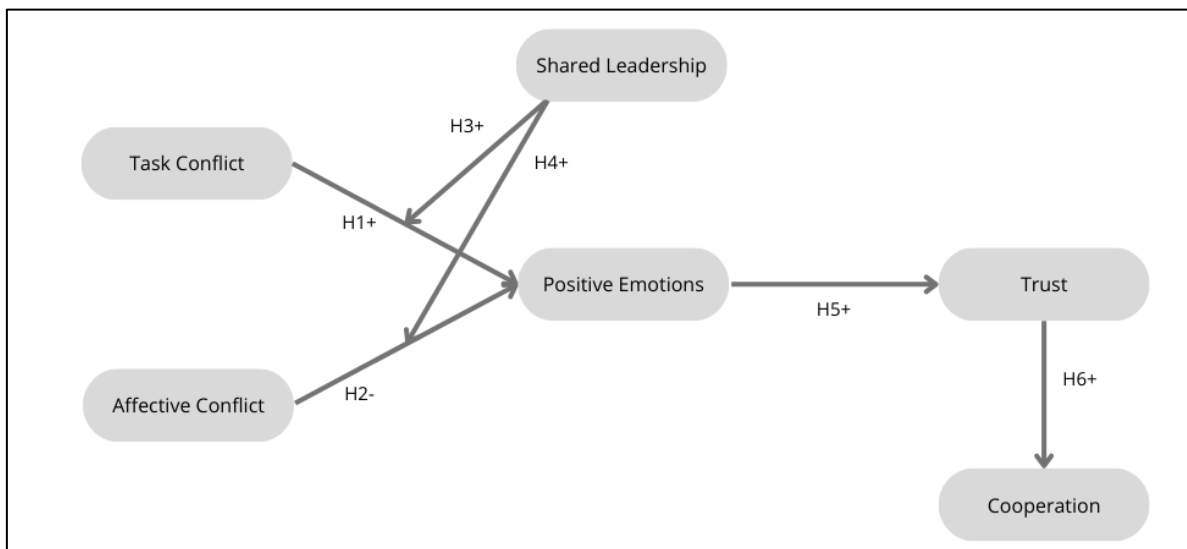 Shared Leadership
H3+
Task Conflict
H4+
H1+
Positive Emotions
Trust
H5+
H6+
Affective Conflict
H2-
Cooperation